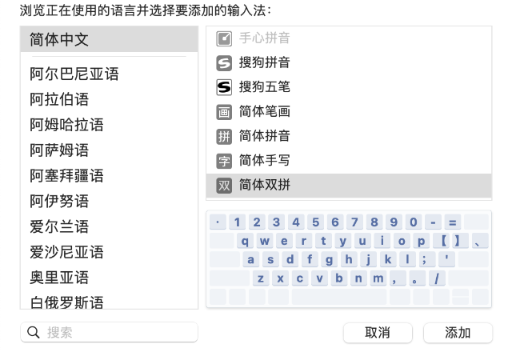 浏览正在使用的语言并选择要添加的输入法：
简体中文
阿尔巴尼亚语
阿拉伯语
阿姆哈拉语
阿萨姆语
阿塞拜疆语
阿伊努语
爱尔兰语
爱沙尼亚语
奥里亚语
白俄罗斯语
手心拼音
搜狗拼音
搜狗五笔
画 简体笔画
拼 简体拼音
字 简体手写
双 简体双拼
· 1 2 3 4 5 6 7 8 9 0 - =
q w e r t y u i o p 【 】 、
a s d f g h j k l ; '
z x c v b n m , 。 /
搜索
取消
添加